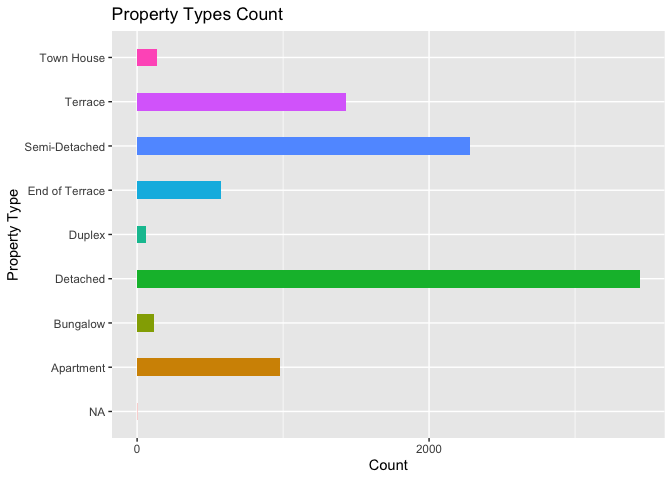 Property Types Count
Property Type
Town House
Terrace
Semi-Detached
End of Terrace
Duplex
Detached
Bungalow
Apartment
NA
0 2000
Count